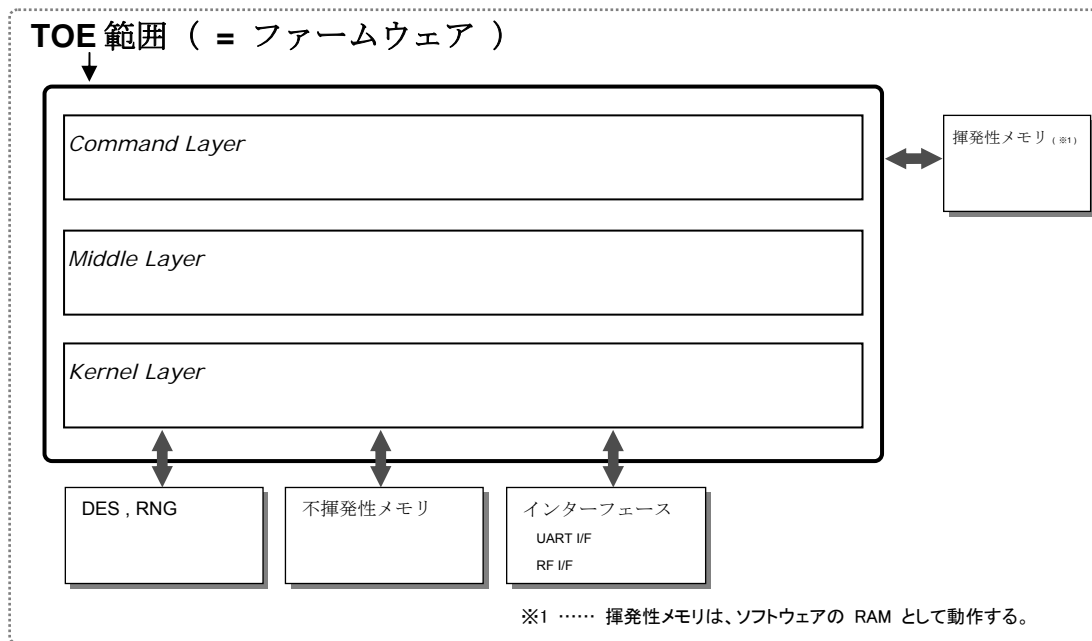 TOE 範囲 ( = ファームウェア )
Command Layer
揮発性メモリ (※1)
Middle Layer
Kernel Layer
DES , RNG
不揮発性メモリ
インターフェース
UART I/F
RF I/F
※1 …… 揮発性メモリは、ソフトウェアの RAM として動作する。